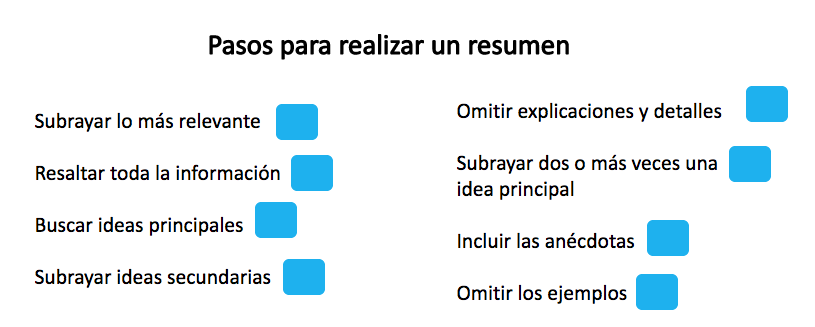 Pasos para realizar un resumen
Subrayar lo más relevante
Resaltar toda la información
Buscar ideas principales
Subrayar ideas secundarias
Omitir explicaciones y detalles
Subrayar dos o más veces una
idea principal
Incluir las anécdotas
Omitir los ejemplos